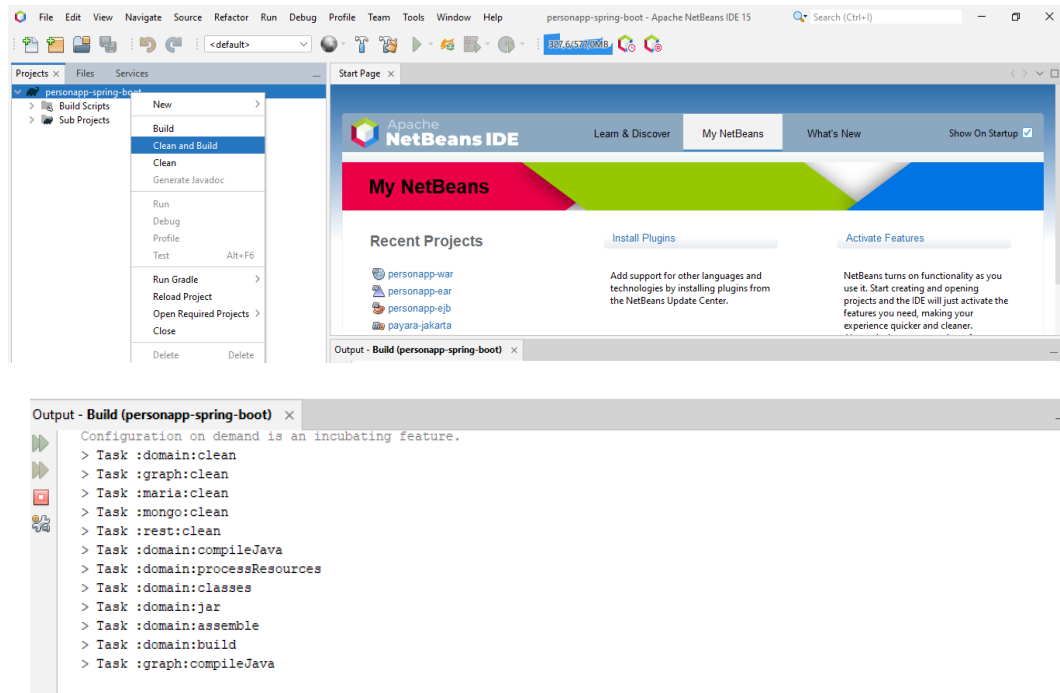 File Edit View Navigate Source Refactor Run Debug Profile Team Tools Window Help personapp-spring-boot - Apache NetBeans IDE 15 Search (Ctrl+I)
<default> 327,6/577,0MB
Projects Files Services
Start Page
personapp-spring-boot
Build Scripts
Sub Projects
New
Build
Clean and Build
Clean
Generate Javadoc
Run
Debug
Profile
Test Alt+F6
Run Gradle
Reload Project
Open Required Projects
Close
Delete Delete
Apache
NetBeans IDE
Learn & Discover My NetBeans What's New Show On Startup
My NetBeans
Recent Projects
personapp-war
personapp-ear
personapp-ejb
payara-jakarta
Install Plugins
Add support for other languages and
technologies by installing plugins from
the NetBeans Update Center.
Activate Features
NetBeans turns on functionality as you
use it. Start creating and opening
projects and the IDE will just activate the
features you need, making your
experience quicker and cleaner.
Output - Build (personapp-spring-boot)
Output - Build (personapp-spring-boot)
Configuration on demand is an incubating feature.
> Task :domain:clean
> Task :graph:clean
> Task :maria:clean
> Task :mongo:clean
> Task :rest:clean
> Task :domain:compileJava
> Task :domain:processResources
> Task :domain:classes
> Task :domain:jar
> Task :domain:assemble
> Task :domain:build
> Task :graph:compileJava